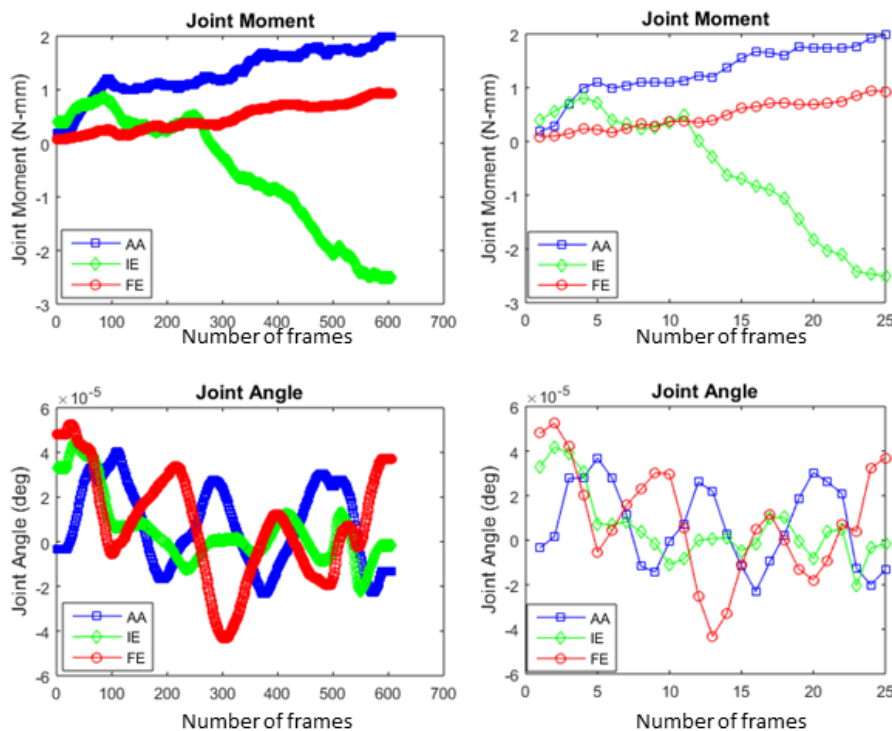 Joint Moment
Joint Moment (N-mm)
2
1
0
-1
-2
-3
AA
IE
FE
0 100 200 300 400 500 600 700
Number of frames
Joint Moment
Joint Moment (N-mm)
2
1
0
-1
-2
-3
AA
IE
FE
0 5 10 15 20 25
Number of frames
Joint Angle
× 10^-5
Joint Angle (deg)
6
4
2
0
-2
-4
-6
AA
IE
FE
0 100 200 300 400 500 600 700
Number of frames
Joint Angle
× 10^-5
Joint Angle (deg)
6
4
2
0
-2
-4
-6
AA
IE
FE
0 5 10 15 20 25
Number of frames